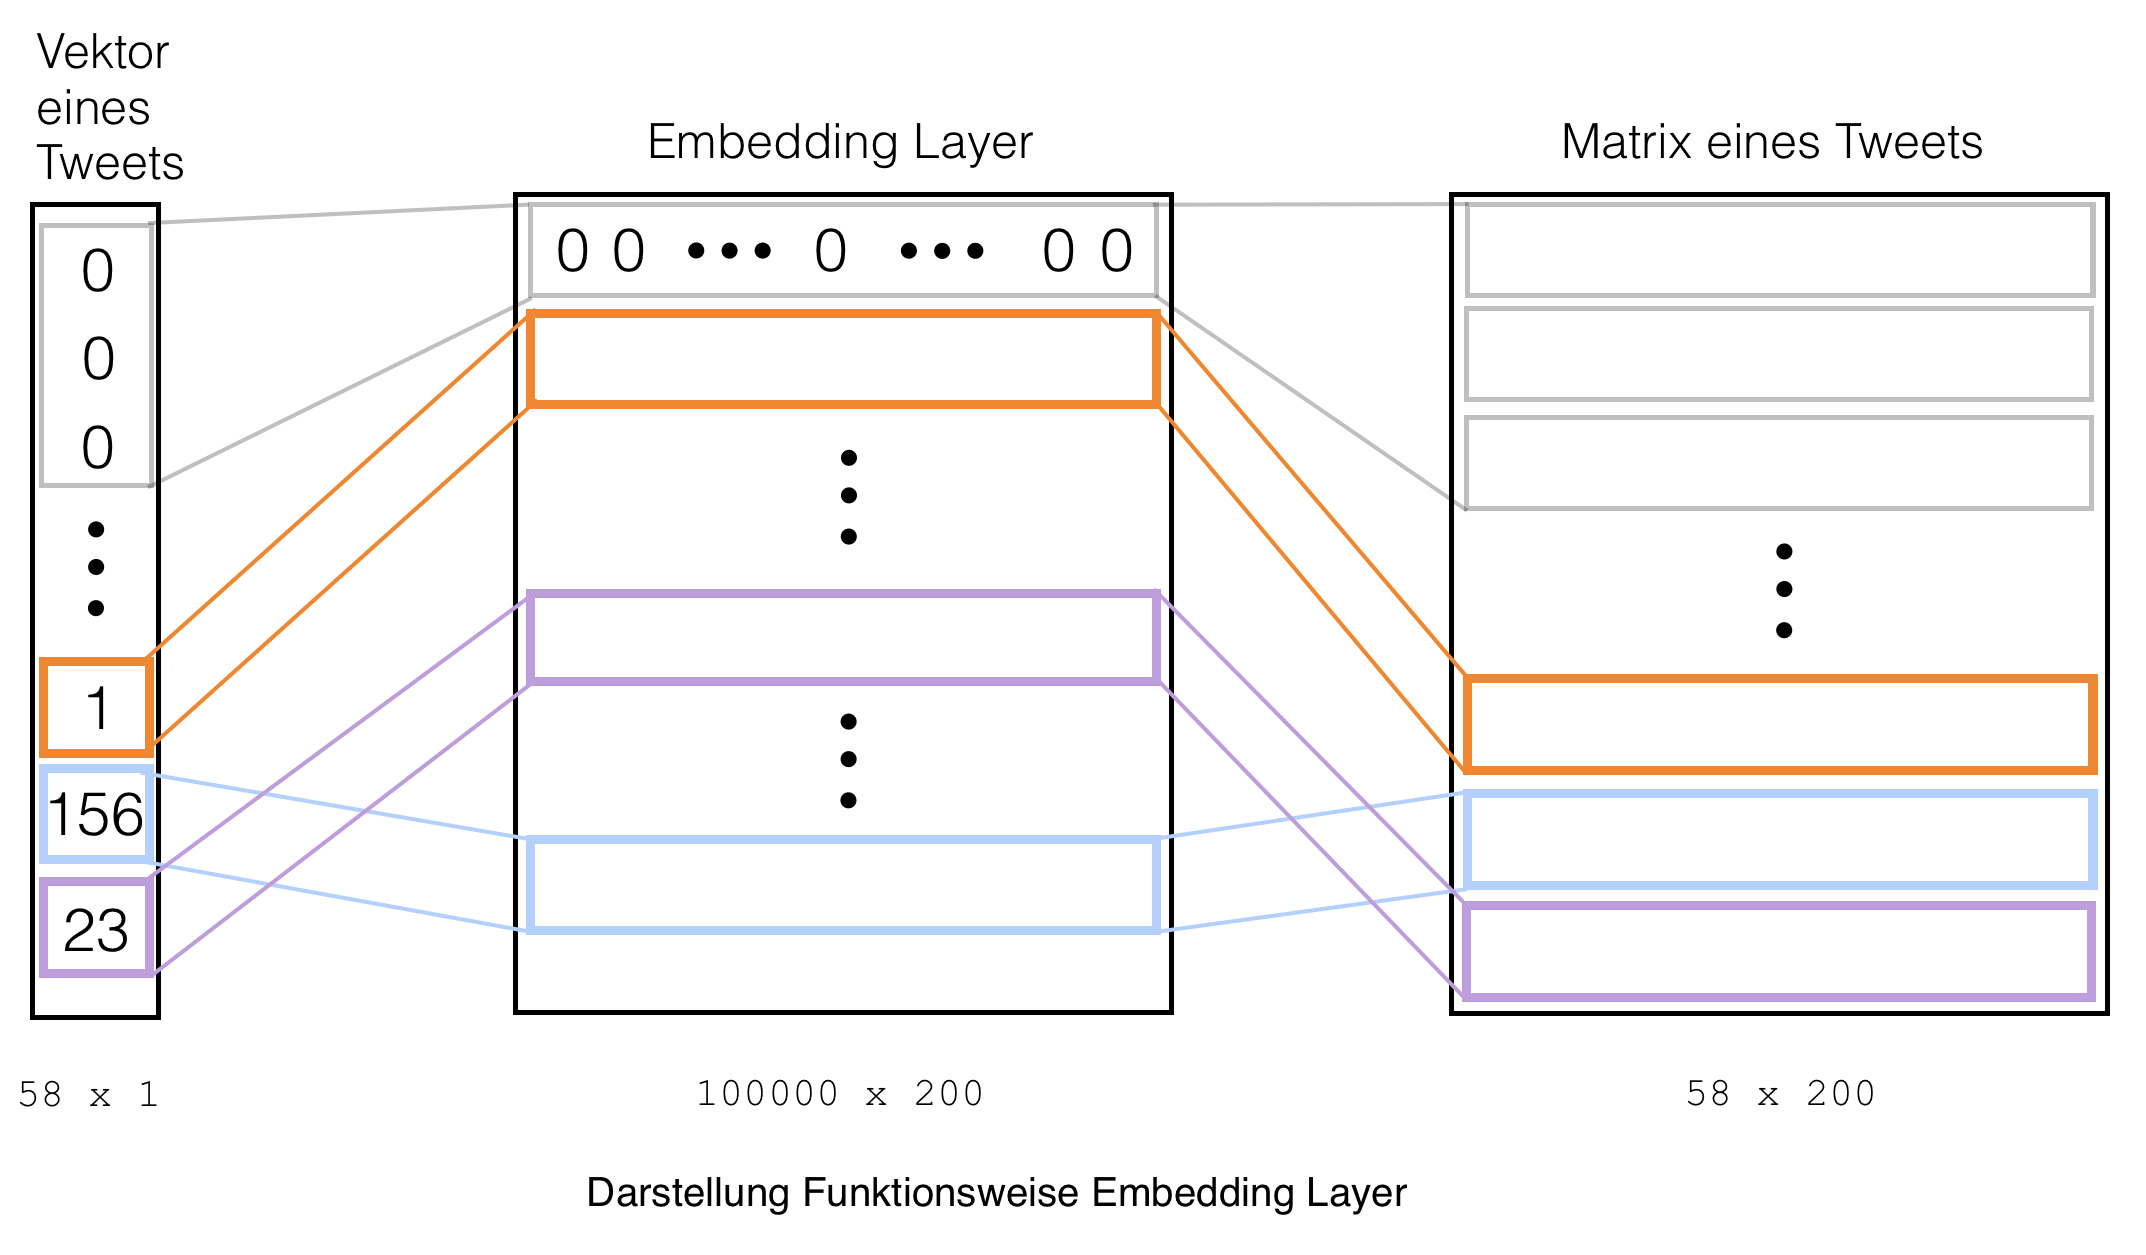 Vektor
eines
Tweets
Embedding Layer
Matrix eines Tweets
0
0
0
1
156
23
0 0 ••• 0 ••• 0 0
58 x 1
100000 x 200
58 x 200
Darstellung Funktionsweise Embedding Layer